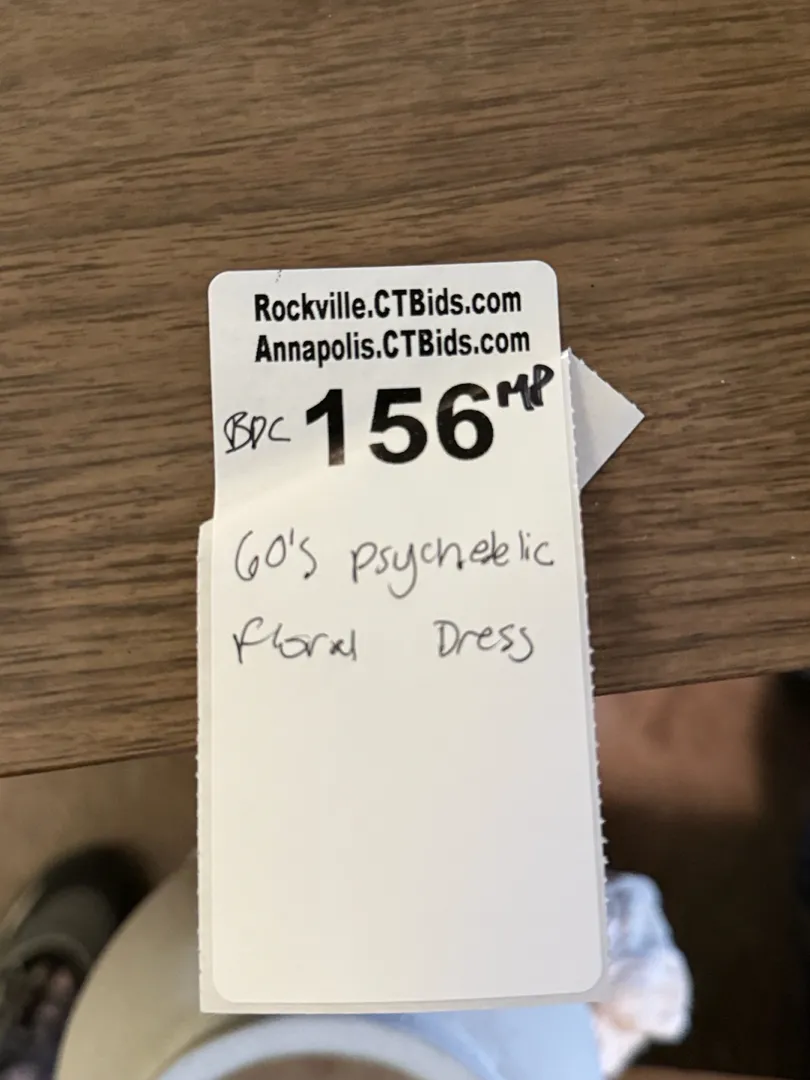 Rockville.CTBids.com
Annapolis.CTBids.com
BDC 156 MP
60's psychedelic
floral Dress